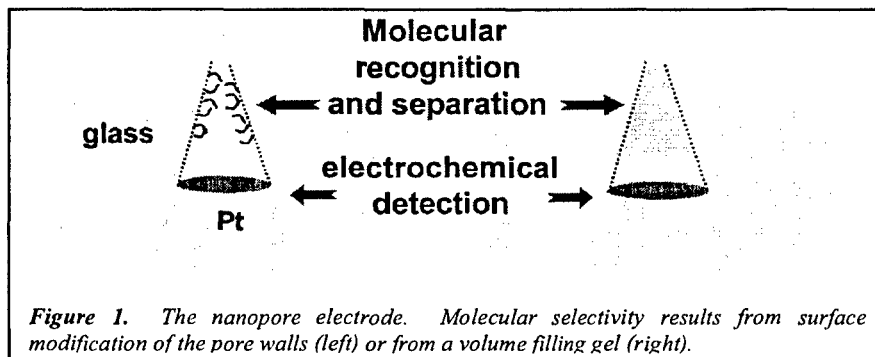 Molecular
recognition
and separation
glass
electrochemical
detection
Pt
Figure 1. The nanopore electrode. Molecular selectivity results from surface
modification of the pore walls (left) or from a volume filling gel (right).